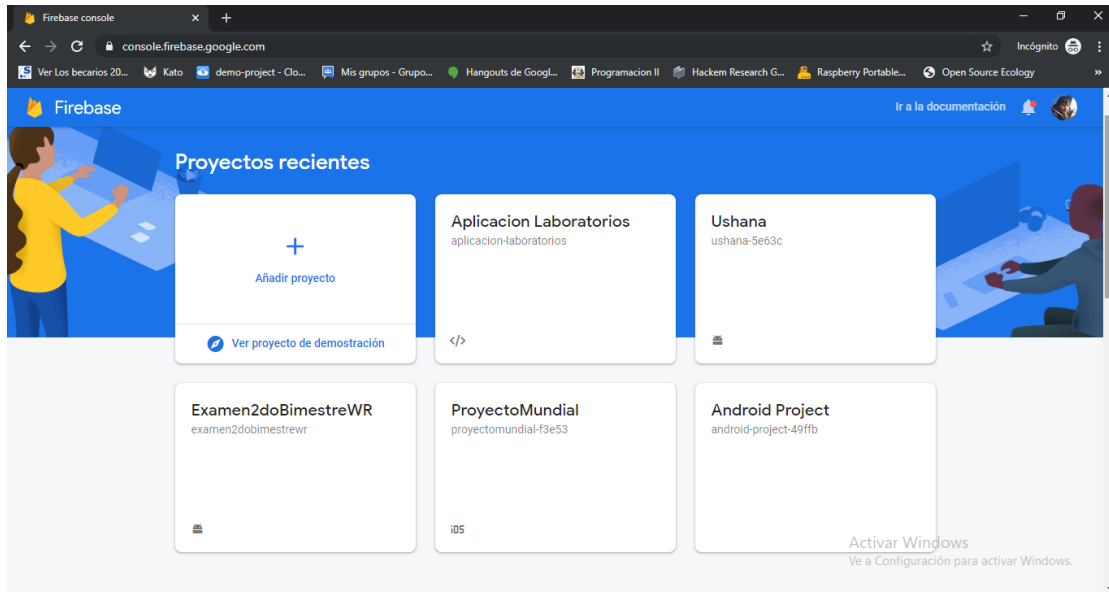 Firebase console
console.firebase.google.com
Incógnito
Ver Los becarios 20...
Kato
demo-project - Clo...
Mis grupos - Grupo...
Hangouts de Googl...
Programacion II
Hackem Research G...
Raspberry Portable...
Open Source Ecology
»
Firebase
Ir a la documentación
Proyectos recientes
Añadir proyecto
Ver proyecto de demostración
Aplicacion Laboratorios
aplicacion-laboratorios
</>
Ushana
ushana-5e63c
Examen2doBimestreWR
examen2dobimestrewr
ProyectoMundial
proyectomundial-f3e53
iOS
Android Project
android-project-49ffb
Activar Windows
Ve a Configuración para activar Windows.